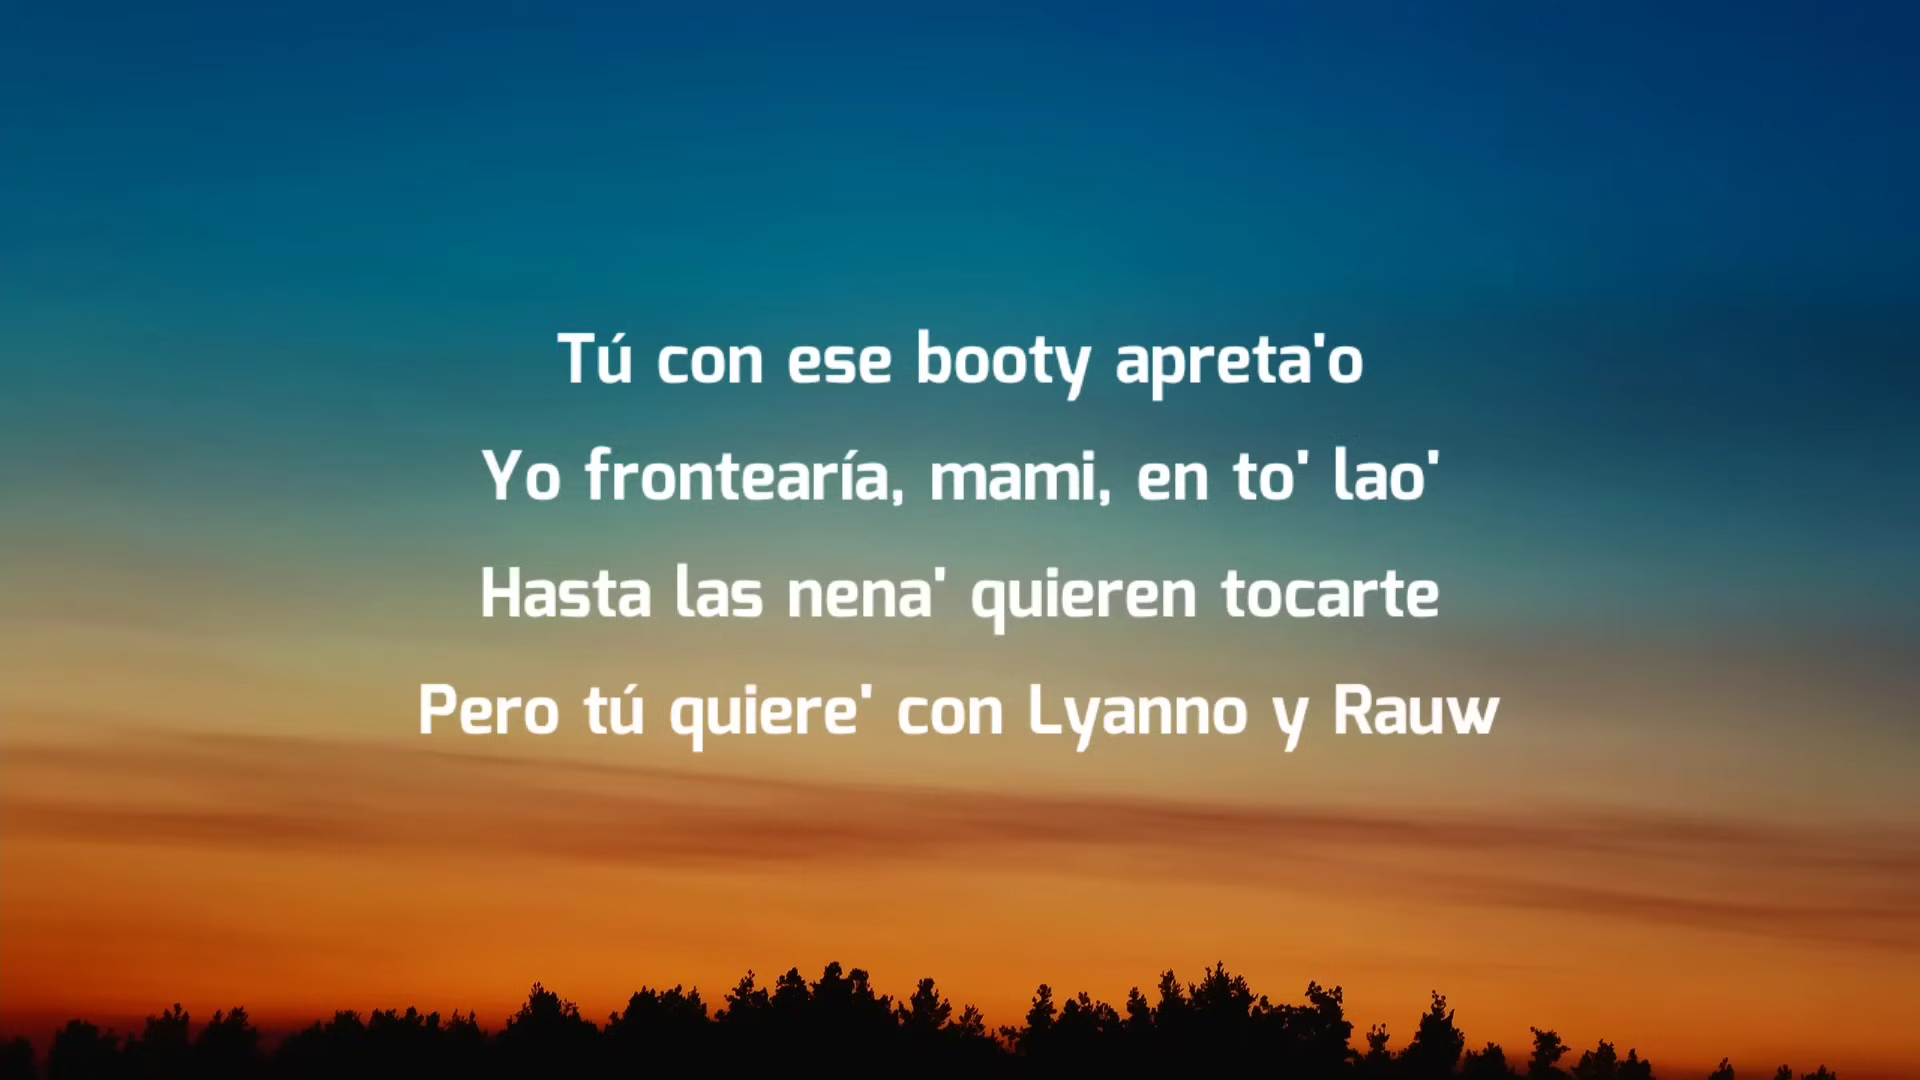 Tú con ese booty apreta'o
Yo frontearía, mami, en to' lao'
Hasta las nena' quieren tocarte
Pero tú quiere' con Lyanno y Rauw